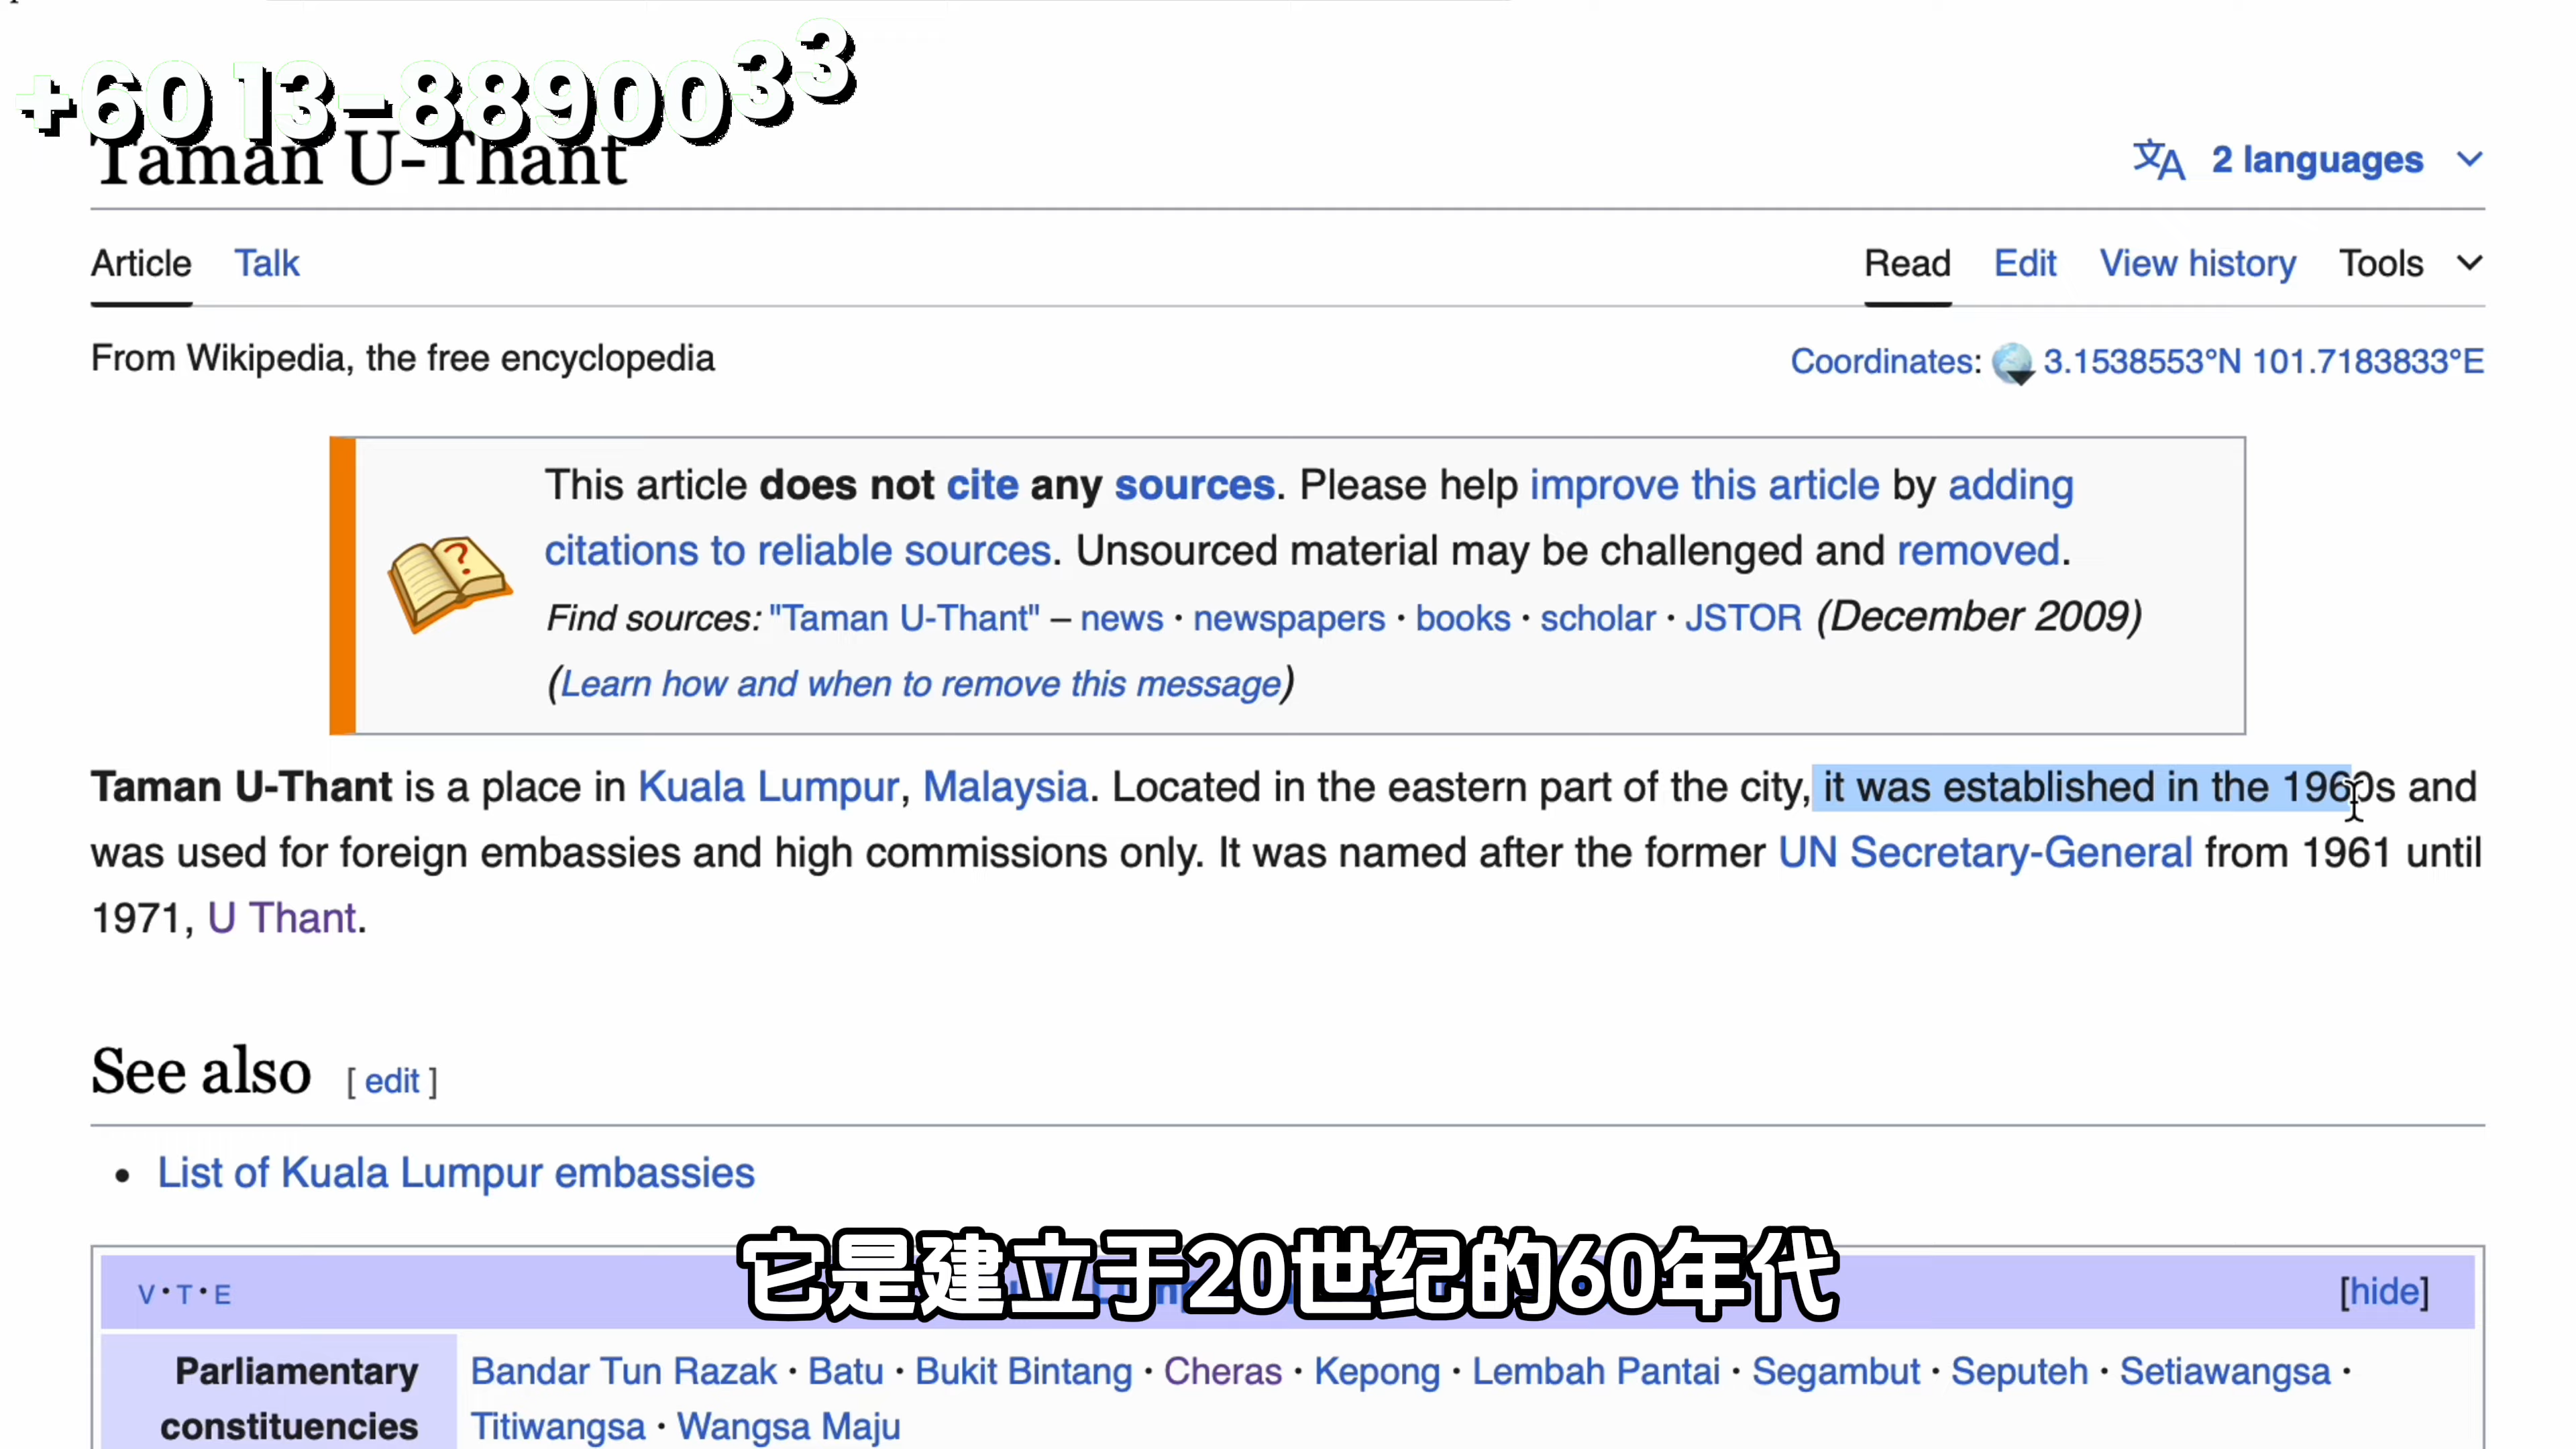 +60 13-8890033
Taman U-Thant
2 languages
Article Talk
Read Edit View history Tools
From Wikipedia, the free encyclopedia
Coordinates: 3.1538553°N 101.7183833°E
This article does not cite any sources. Please help improve this article by adding
citations to reliable sources. Unsourced material may be challenged and removed.
Find sources: "Taman U-Thant" – news · newspapers · books · scholar · JSTOR (December 2009)
(Learn how and when to remove this message)
Taman U-Thant is a place in Kuala Lumpur, Malaysia. Located in the eastern part of the city, it was established in the 1960s and
was used for foreign embassies and high commissions only. It was named after the former UN Secretary-General from 1961 until
1971, U Thant.
See also [ edit ]
• List of Kuala Lumpur embassies
它是建立于20世纪的60年代
V · T · E
[hide]
Parliamentary
constituencies
Bandar Tun Razak · Batu · Bukit Bintang · Cheras · Kepong · Lembah Pantai · Segambut · Seputeh · Setiawangsa ·
Titiwangsa · Wangsa Maju